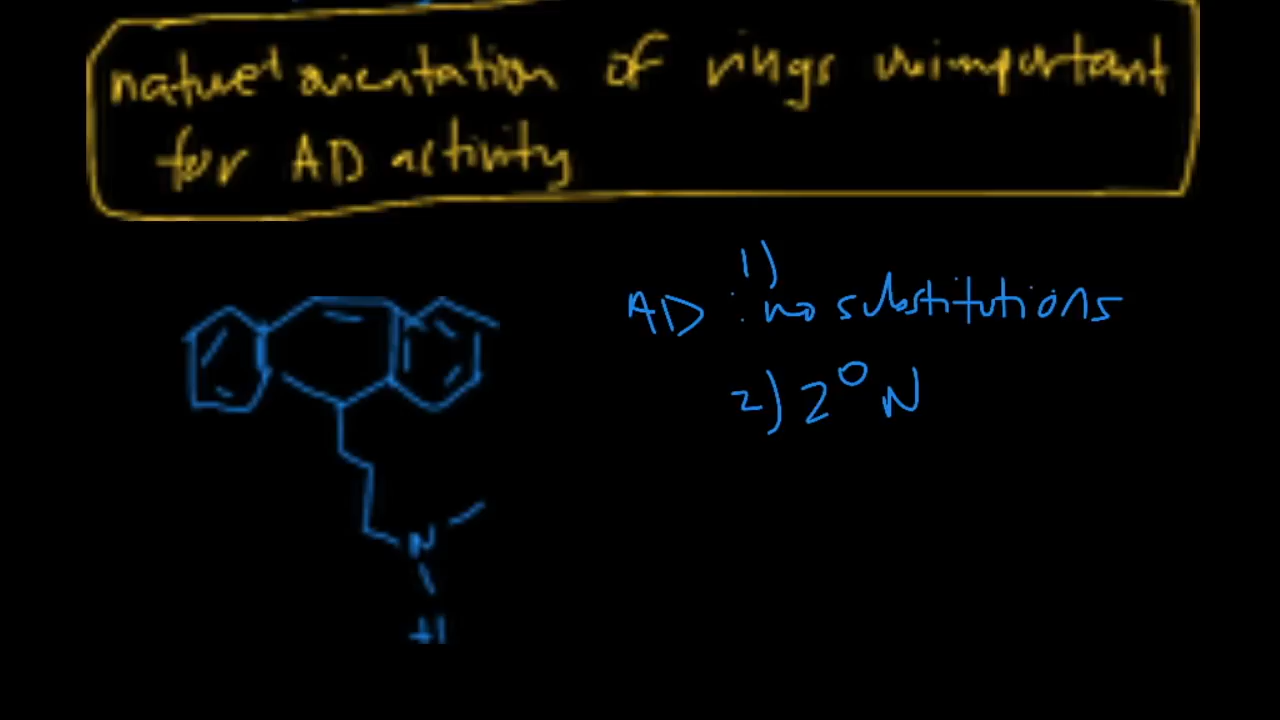 nature/orientation of rings unimportant
for AD activity
1)
AD : no substitutions
2) 2° N
N
H